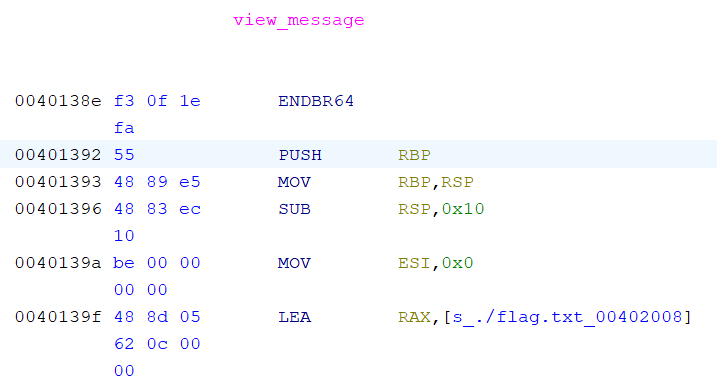 view_message
0040138e f3 0f 1e ENDBR64
fa
00401392 55 PUSH RBP
00401393 48 89 e5 MOV RBP,RSP
00401396 48 83 ec SUB RSP,0x10
10
0040139a be 00 00 MOV ESI,0x0
00 00
0040139f 48 8d 05 LEA RAX,[s_./flag.txt_00402008]
62 0c 00
00